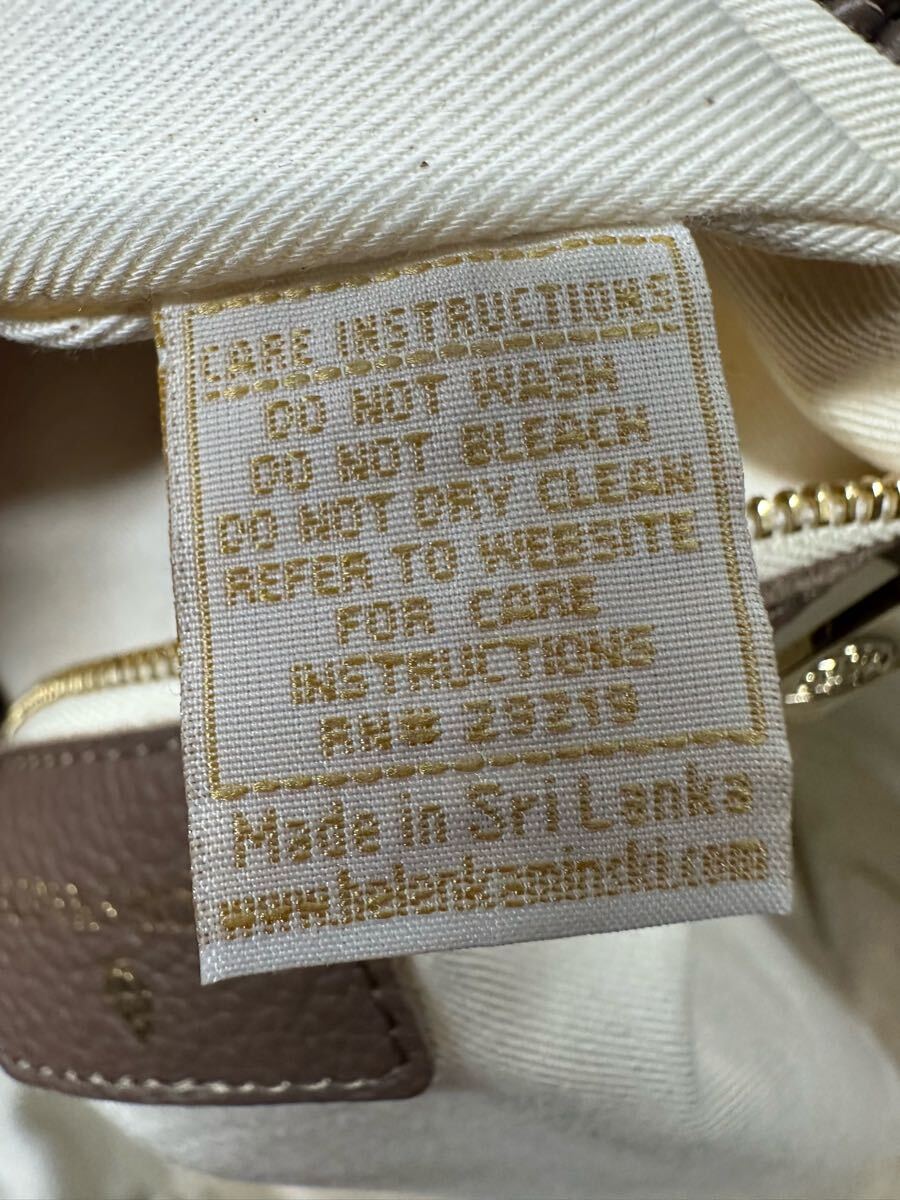 CARE INSTRUCTIONS
DO NOT WASH
DO NOT BLEACH
DO NOT DRY CLEAN
REFER TO WEBSITE
FOR CARE
INSTRUCTIONS
RN# 29219
Made in Sri Lanka
www.helenkaminski.com